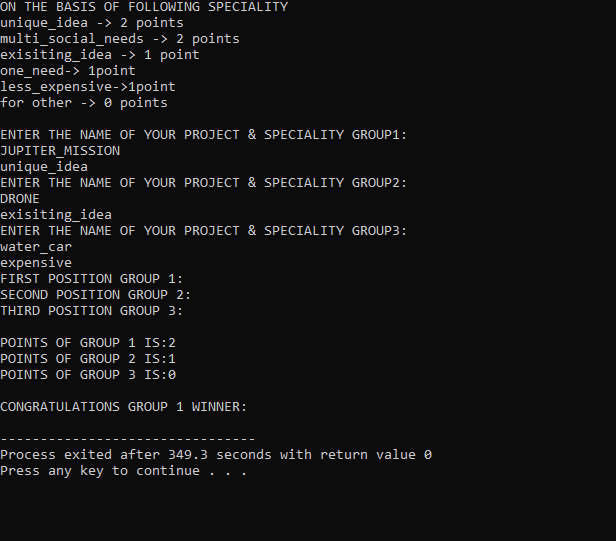 ON THE BASIS OF FOLLOWING SPECIALITY
unique_idea -> 2 points
multi_social_needs -> 2 points
exisiting_idea -> 1 point
one_need-> 1point
less_expensive->1point
for other -> 0 points
ENTER THE NAME OF YOUR PROJECT & SPECIALITY GROUP1:
JUPITER_MISSION
unique_idea
ENTER THE NAME OF YOUR PROJECT & SPECIALITY GROUP2:
DRONE
exisiting_idea
ENTER THE NAME OF YOUR PROJECT & SPECIALITY GROUP3:
water_car
expensive
FIRST POSITION GROUP 1:
SECOND POSITION GROUP 2:
THIRD POSITION GROUP 3:
POINTS OF GROUP 1 IS:2
POINTS OF GROUP 2 IS:1
POINTS OF GROUP 3 IS:0
CONGRATULATIONS GROUP 1 WINNER:
--------------------------------
Process exited after 349.3 seconds with return value 0
Press any key to continue . . .